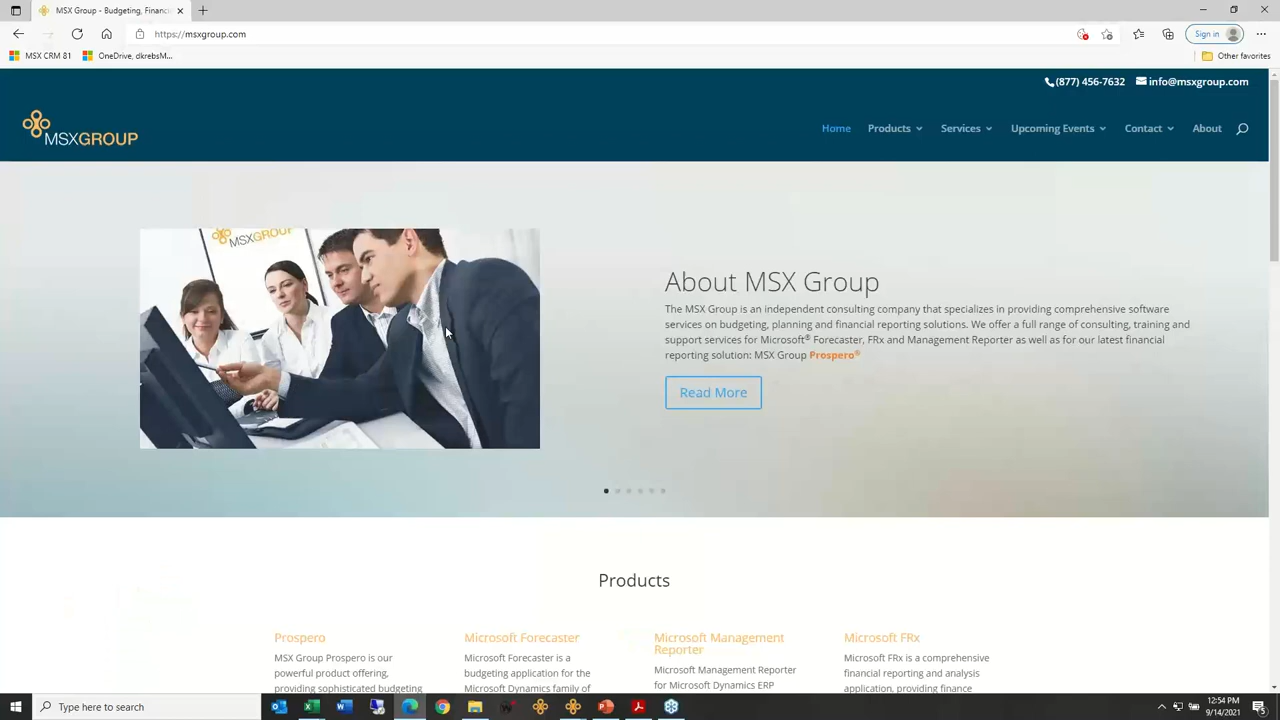 MSX Group - Budgeting, Financi
https://msxgroup.com
Sign in
MSX CRM 81
OneDrive, dkrebsM...
Other favorites
(877) 456-7632
info@msxgroup.com
MSXGROUP
Home
Products
Services
Upcoming Events
Contact
About
MSXGROUP
About MSX Group
The MSX Group is an independent consulting company that specializes in providing comprehensive software
services on budgeting, planning and financial reporting solutions. We offer a full range of consulting, training and
support services for Microsoft® Forecaster, FRx and Management Reporter as well as for our latest financial
reporting solution: MSX Group Prospero®
Read More
Products
Prospero
MSX Group Prospero is our
powerful product offering,
providing sophisticated budgeting
Microsoft Forecaster
Microsoft Forecaster is a
budgeting application for the
Microsoft Dynamics family of
Microsoft Management
Reporter
Microsoft Management Reporter
for Microsoft Dynamics ERP
Microsoft FRx
Microsoft FRx is a comprehensive
financial reporting and analysis
application, providing finance
Type here to search
12:54 PM
9/14/2021